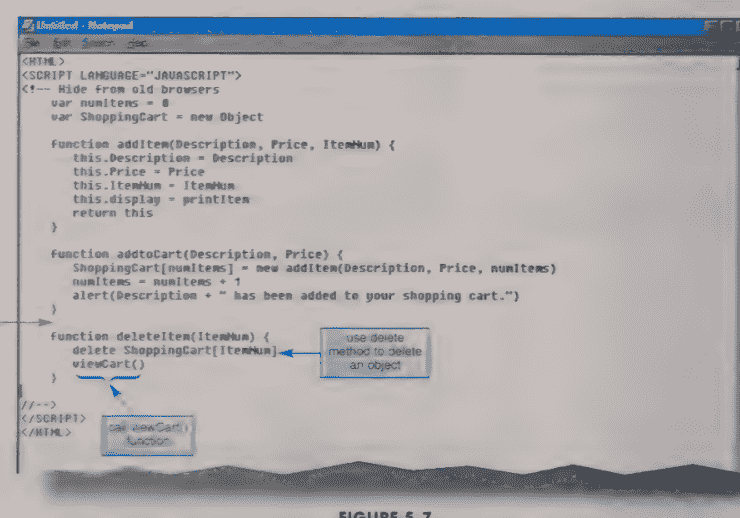 Untitled - Notepad
File Edit Search Help
<HTML>
<SCRIPT LANGUAGE="JAVASCRIPT">
<!-- Hide from old browsers
var numItems = 0
var ShoppingCart = new Object
function addItem(Description, Price, ItemNum) {
this.Description = Description
this.Price = Price
this.ItemNum = ItemNum
this.display = printItem
return this
}
function addtoCart(Description, Price) {
ShoppingCart[numItems] = new addItem(Description, Price, numItems)
numItems = numItems + 1
alert(Description + " has been added to your shopping cart.")
}
function deleteItem(ItemNum) {
delete ShoppingCart[ItemNum]
viewCart()
}
//-->
</SCRIPT>
</HTML>
use delete
method to delete
an object
call viewCart()
function
FIGURE 5-7